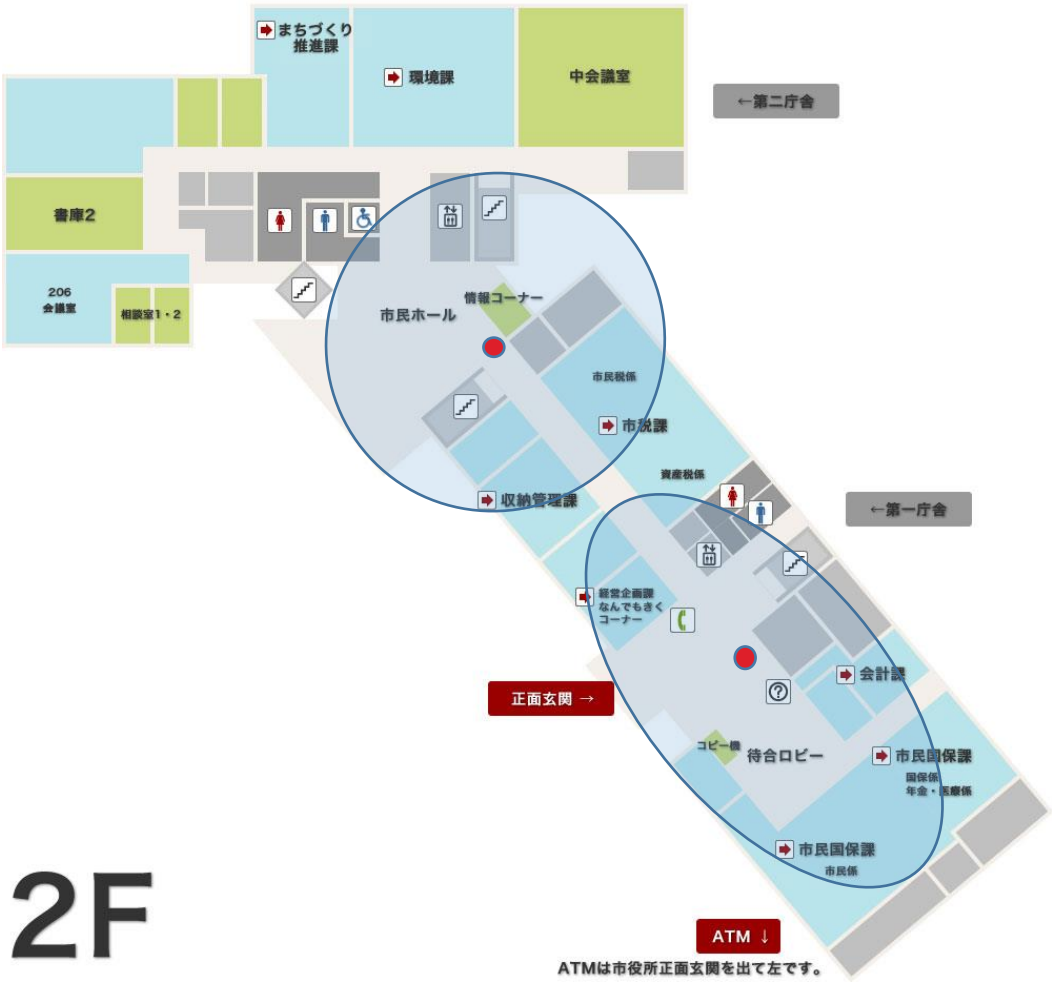 まちづくり
推進課
環境課
中会議室
←第二庁舎
書庫2
206
会議室
相談室1・2
情報コーナー
市民ホール
市民税係
市税課
資産税係
収納管理課
←第一庁舎
経営企画課
なんでもきく
コーナー
会計課
正面玄関 →
コピー機
待合ロビー
市民国保課
国保係
年金・医療係
市民国保課
市民係
2F
ATM ↓
ATMは市役所正面玄関を出て左です。